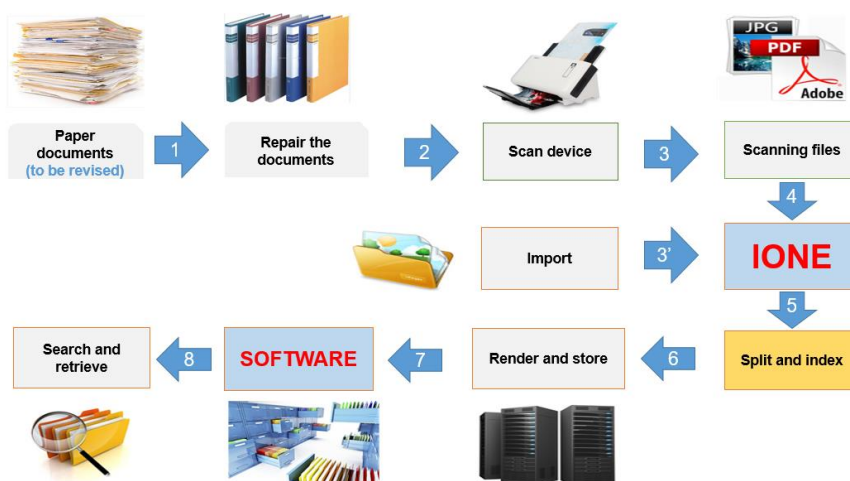 JPG
PDF
Adobe
Paper
documents
(to be revised)
1
Repair the
documents
2
Scan device
3
Scanning files
4
Import
3'
IONE
5
Search and
retrieve
8
SOFTWARE
7
Render and store
6
Split and index